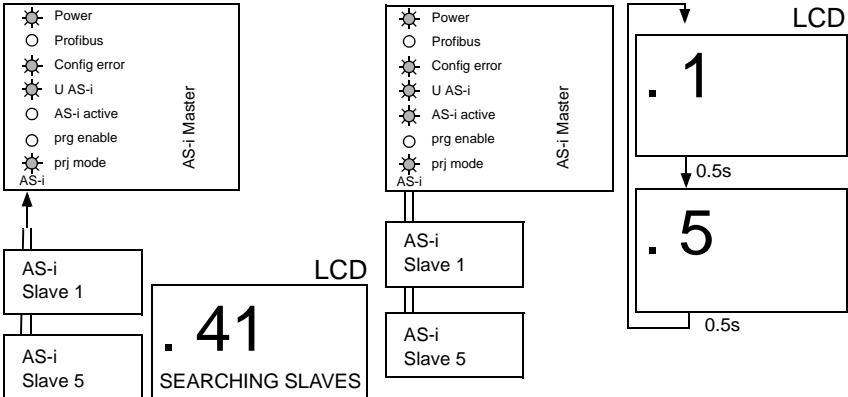 Power
Profibus
Config error
U AS-i
AS-i active
prg enable
prj mode
AS-i
AS-i Master
AS-i
Slave 1
AS-i
Slave 5
LCD
. 41
SEARCHING SLAVES
Power
Profibus
Config error
U AS-i
AS-i active
prg enable
prj mode
AS-i
AS-i Master
AS-i
Slave 1
AS-i
Slave 5
LCD
. 1
0.5s
. 5
0.5s